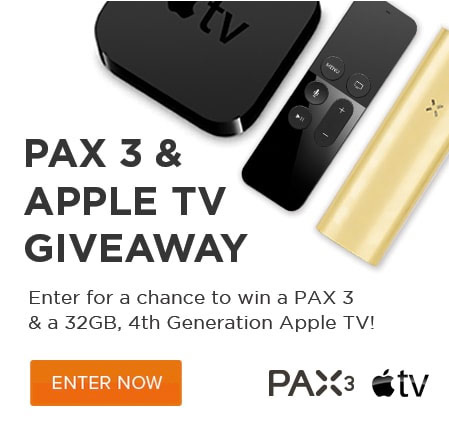 tv
MENU
PAX 3 &
APPLE TV
GIVEAWAY
Enter for a chance to win a PAX 3
& a 32GB, 4th Generation Apple TV!
ENTER NOW
PAX3 tv